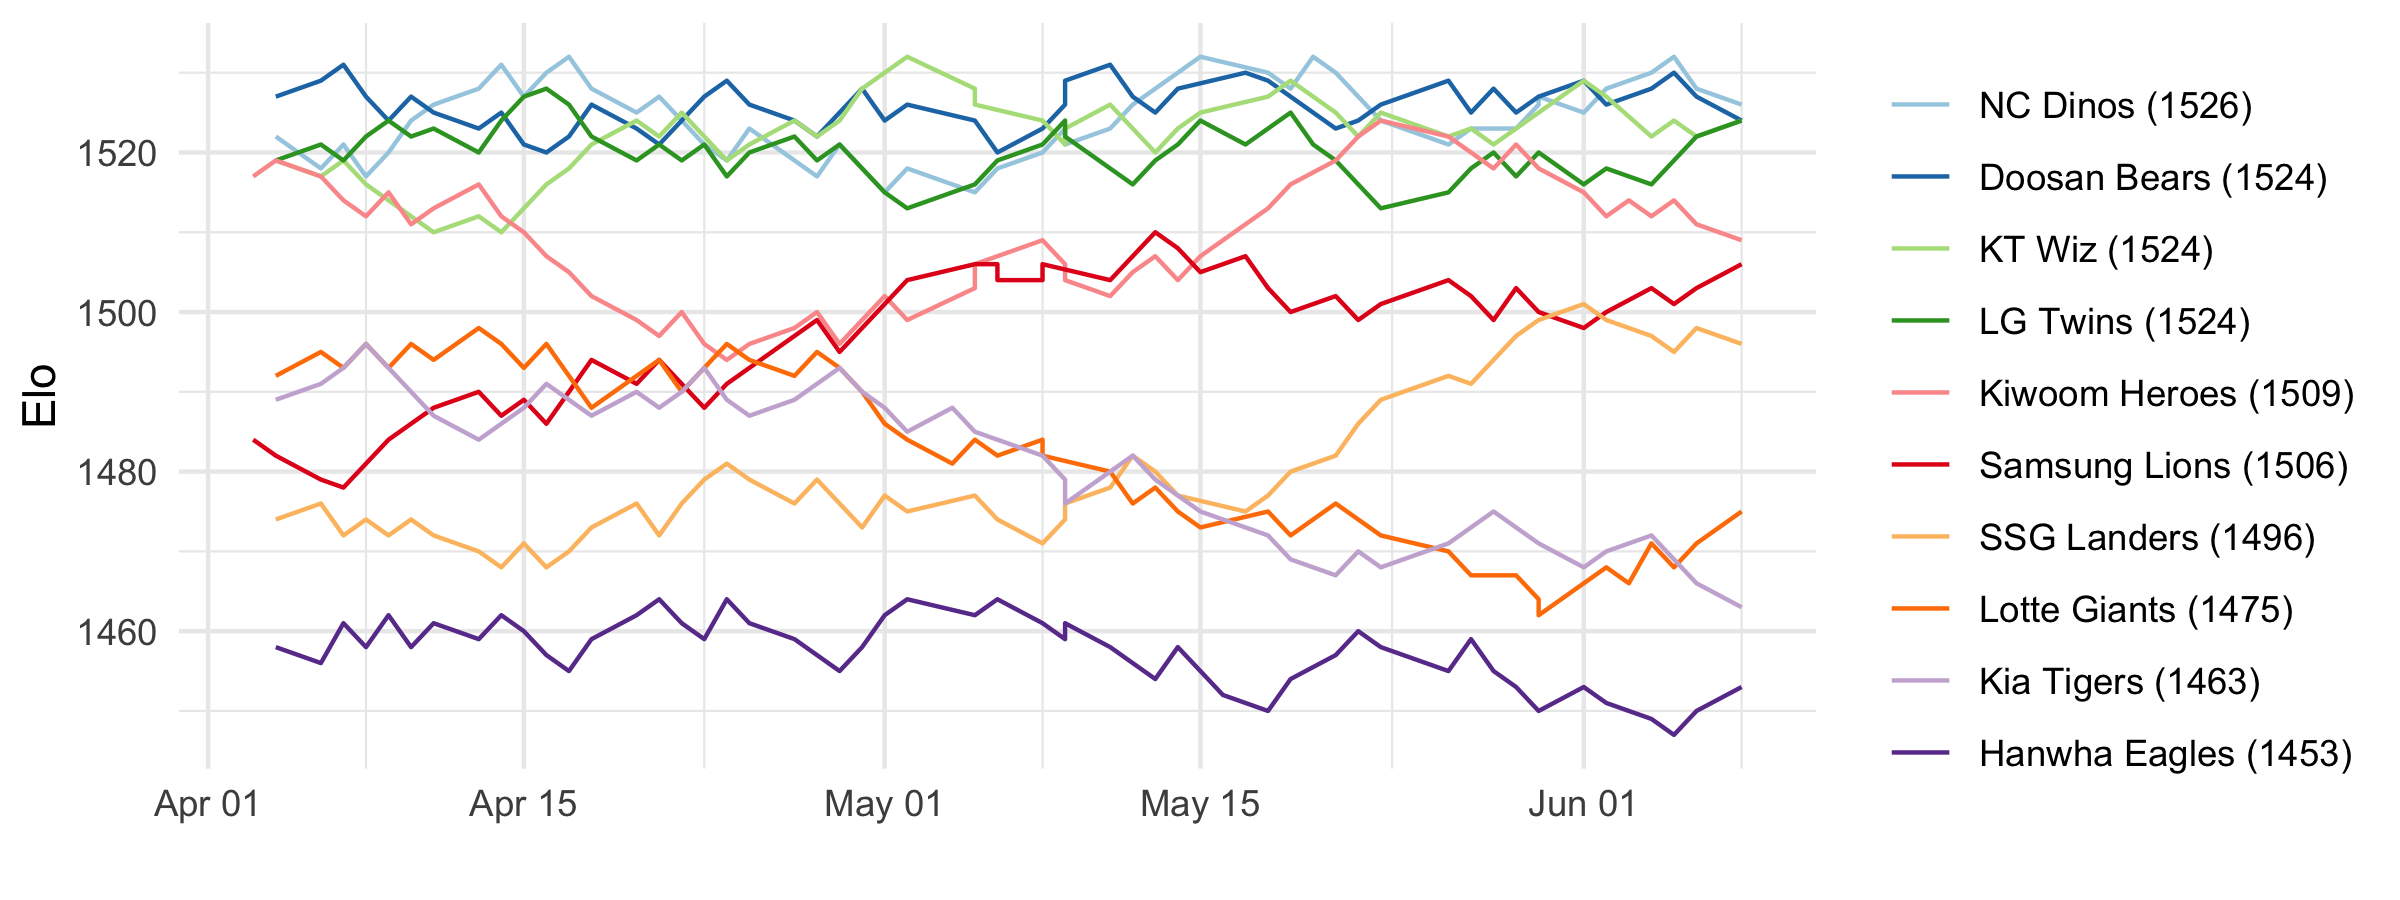 Elo
1520
1500
1480
1460
Apr 01
Apr 15
May 01
May 15
Jun 01
NC Dinos (1526)
Doosan Bears (1524)
KT Wiz (1524)
LG Twins (1524)
Kiwoom Heroes (1509)
Samsung Lions (1506)
SSG Landers (1496)
Lotte Giants (1475)
Kia Tigers (1463)
Hanwha Eagles (1453)